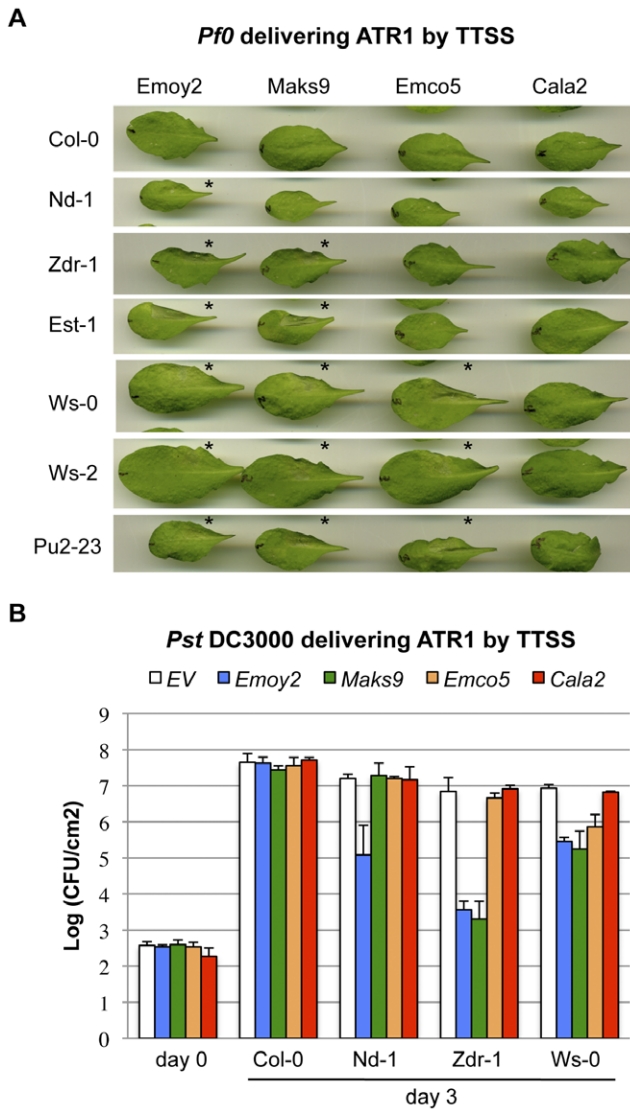 A
Pf0 delivering ATR1 by TTSS
Emoy2 Maks9 Emco5 Cala2
Col-0
Nd-1 *
Zdr-1 * *
Est-1 * *
Ws-0 * * *
Ws-2 * * *
Pu2-23 * * *
B
Pst DC3000 delivering ATR1 by TTSS
EV Emoy2 Maks9 Emco5 Cala2
Log (CFU/cm2)
9
8
7
6
5
4
3
2
1
0
day 0 Col-0 Nd-1 Zdr-1 Ws-0
day 3